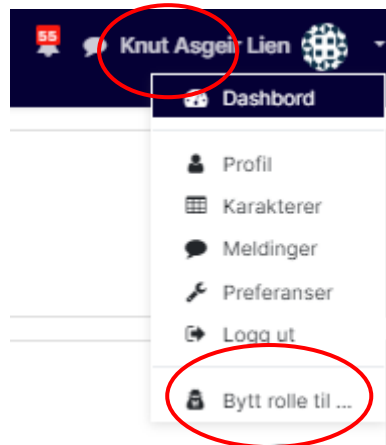 55 Knut Asgeir Lien
Dashbord
Profil
Karakterer
Meldinger
Preferanser
Logg ut
Bytt rolle til ...